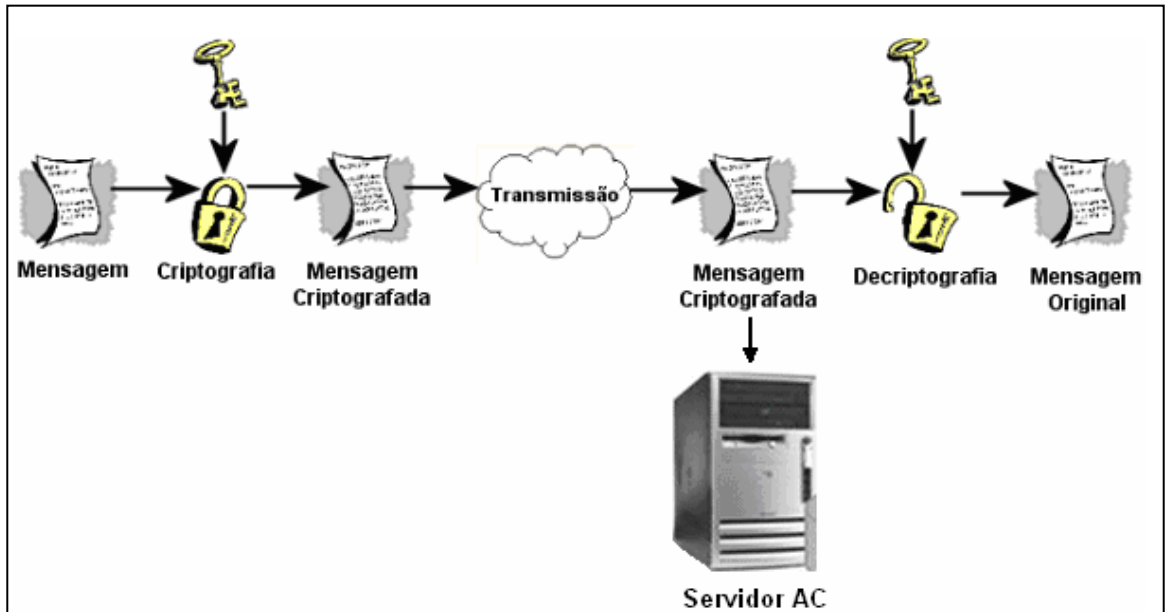 Transmissão
Mensagem
Criptografia
Mensagem
Criptografada
Mensagem
Criptografada
Decriptografia
Mensagem
Original
Servidor AC